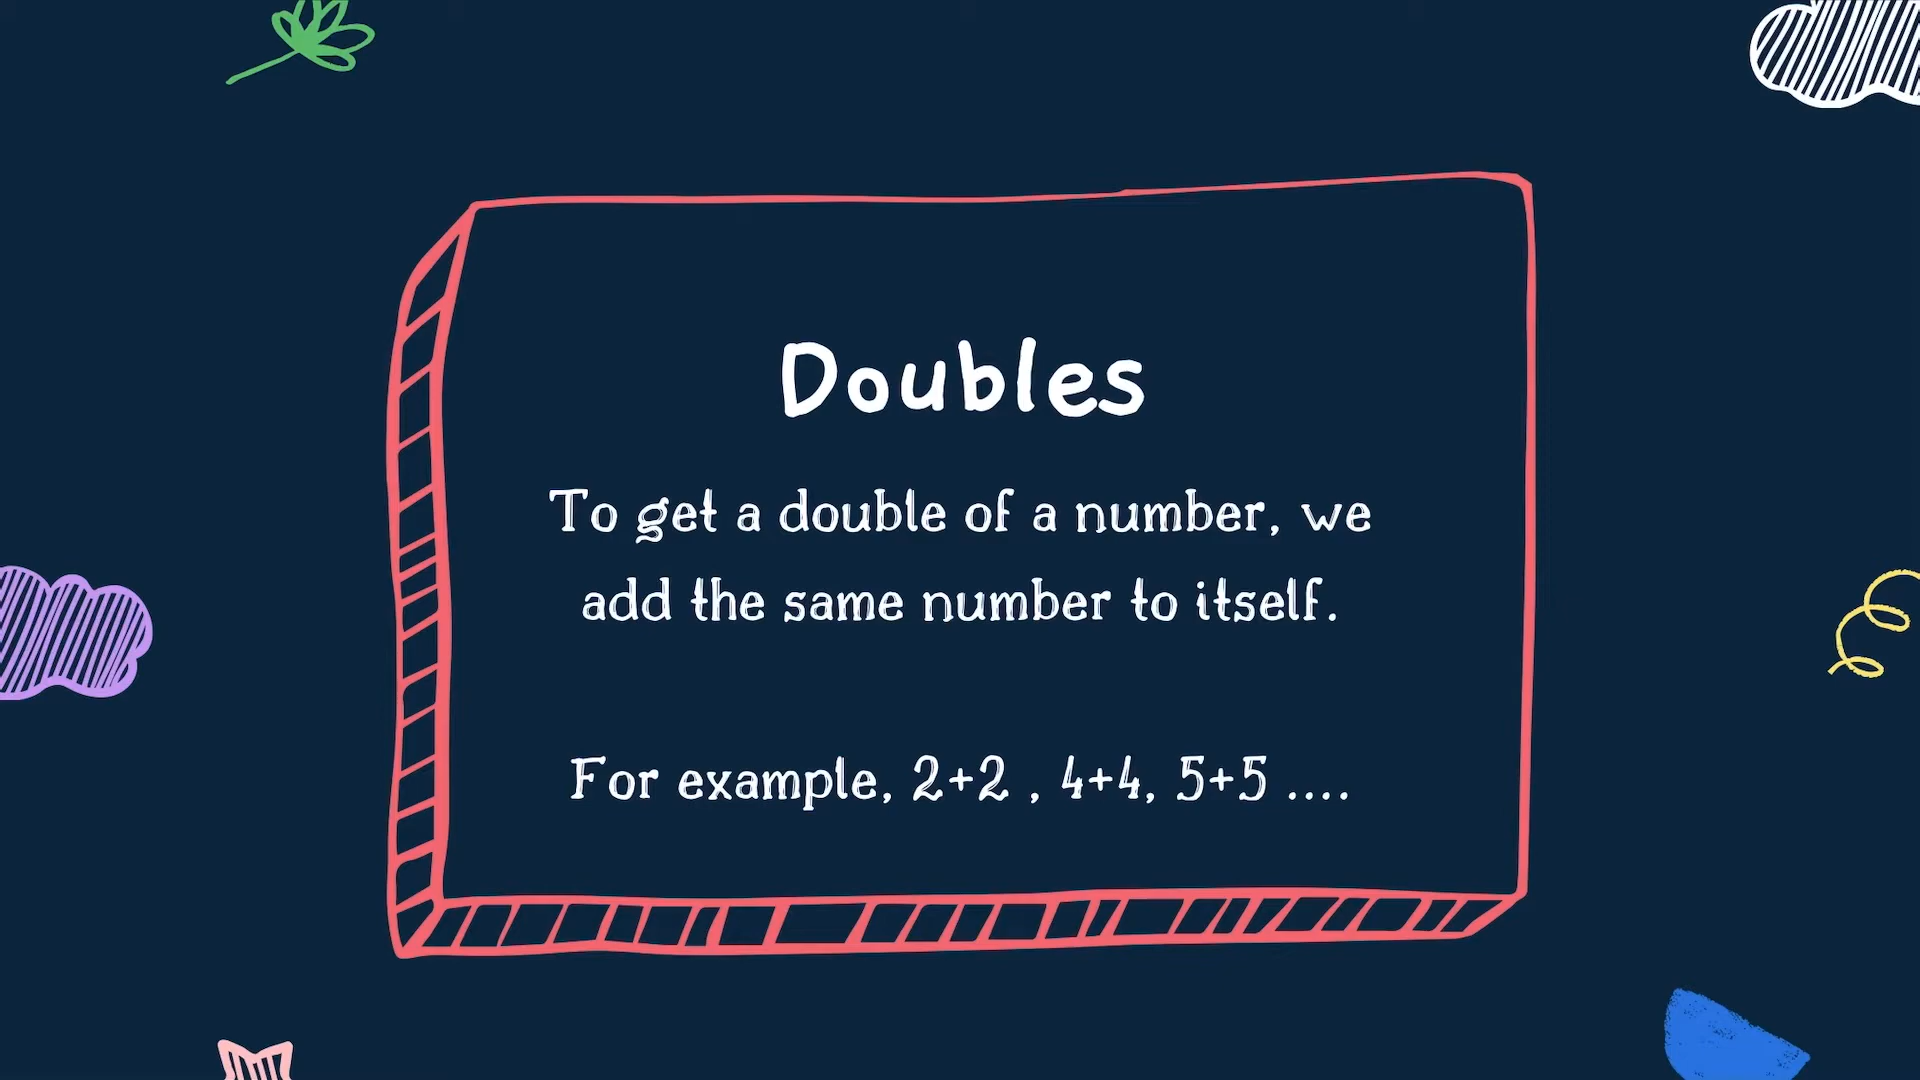 Doubles
To get a double of a number, we
add the same number to itself.
For example, 2+2 , 4+4, 5+5 ....